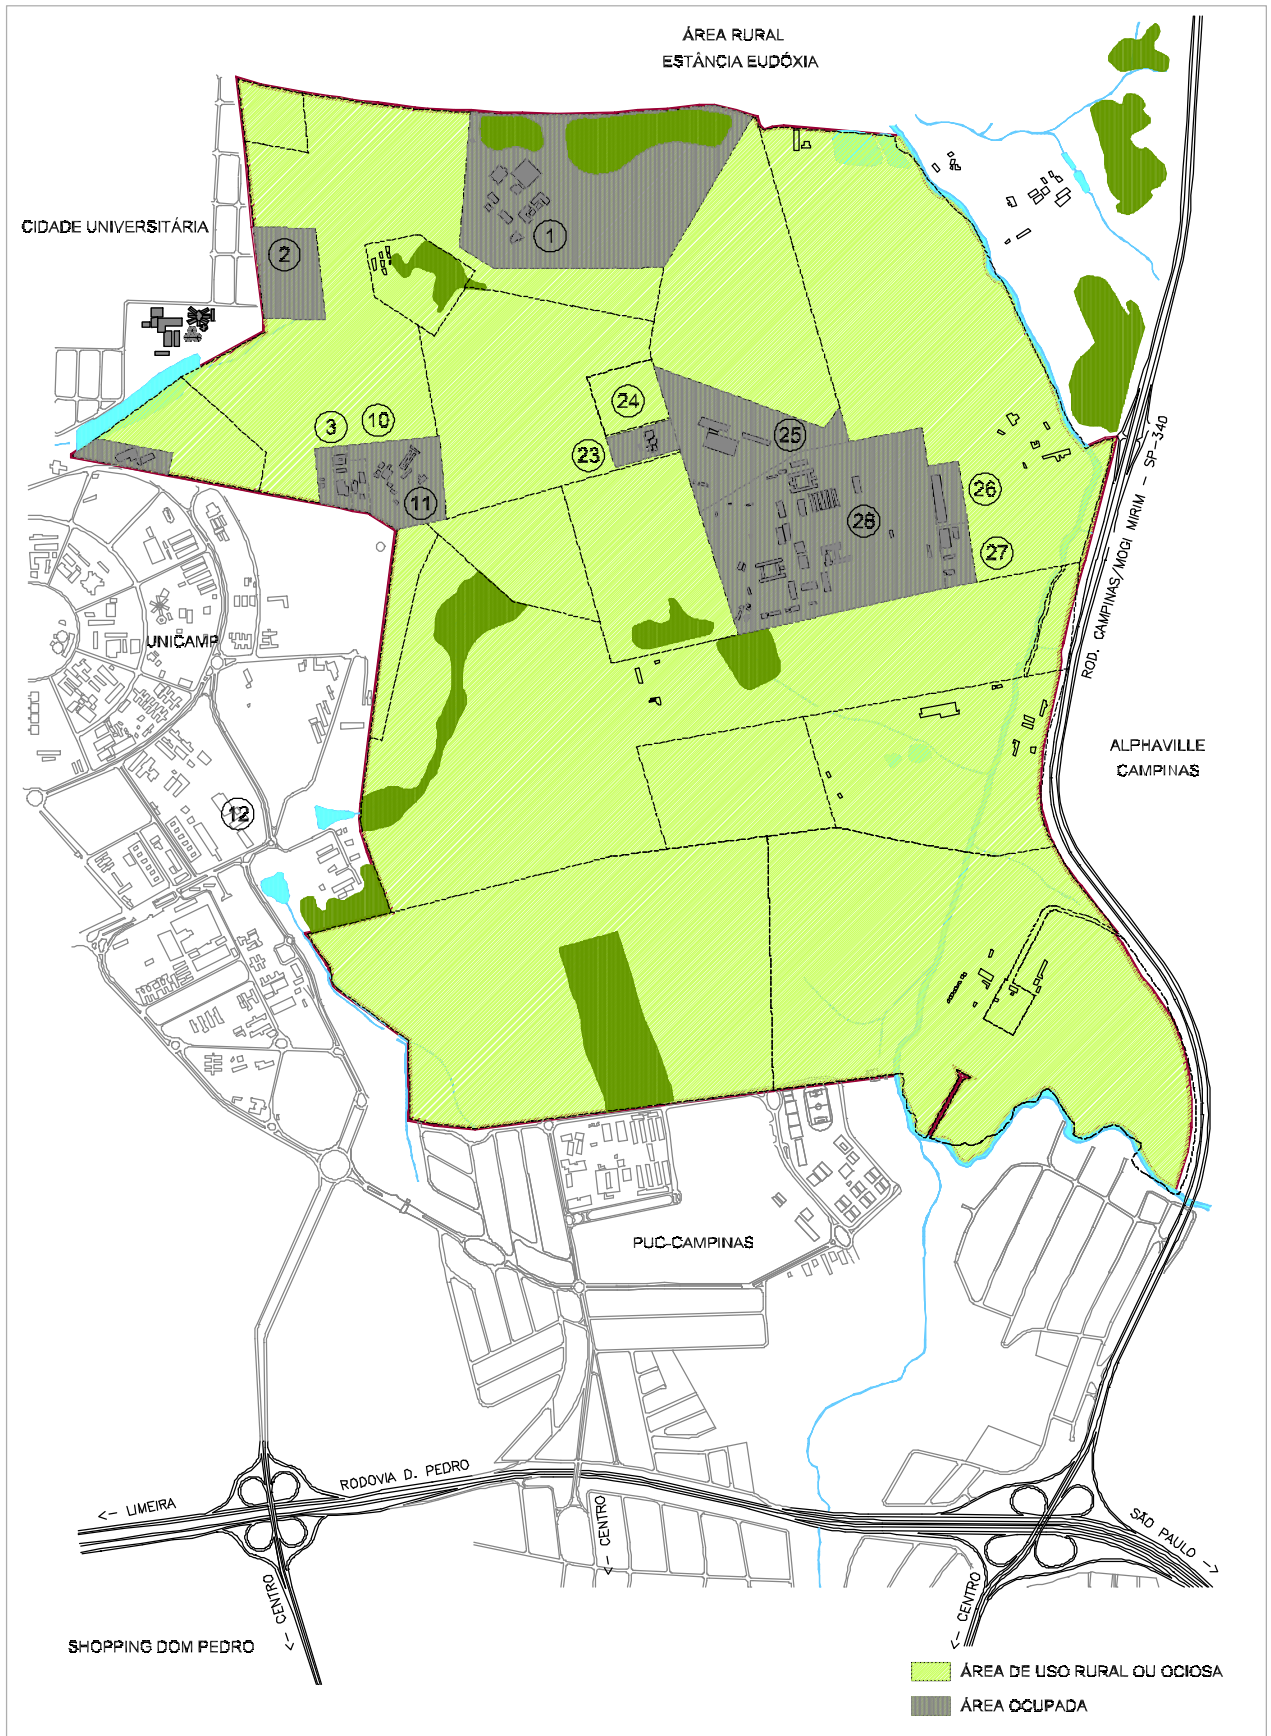 ÁREA RURAL
ESTÂNCIA EUDÓXIA
CIDADE UNIVERSITÁRIA
1
2
3
10
24
23
25
11
26
28
27
ROD. CAMPINAS/MOGI MIRIM - SP-340
UNICAMP
ALPHAVILLE
CAMPINAS
12
PUC-CAMPINAS
RODOVIA D. PEDRO
<- LIMEIRA
<- CENTRO
SÃO PAULO ->
<- CENTRO
<- CENTRO
SHOPPING DOM PEDRO
ÁREA DE USO RURAL OU OCIOSA
ÁREA OCUPADA